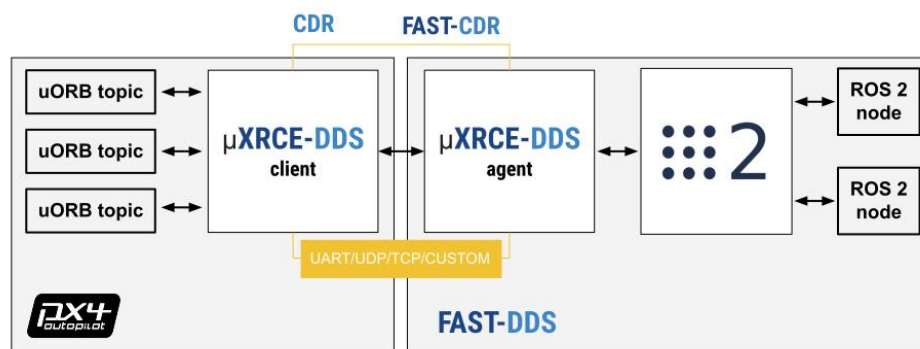 CDR
FAST-CDR
uORB topic
uORB topic
uORB topic
µXRCE-DDS
client
µXRCE-DDS
agent
2
ROS 2
node
ROS 2
node
UART/UDP/TCP/CUSTOM
px4
autopilot
FAST-DDS